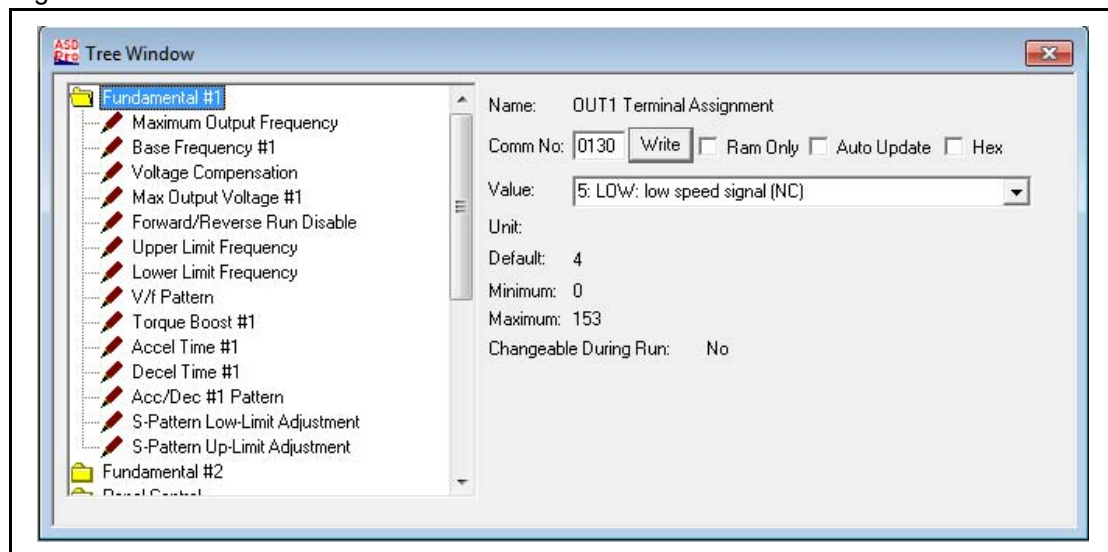 ASD Pro Tree Window
Fundamental #1
Maximum Output Frequency
Base Frequency #1
Voltage Compensation
Max Output Voltage #1
Forward/Reverse Run Disable
Upper Limit Frequency
Lower Limit Frequency
V/f Pattern
Torque Boost #1
Accel Time #1
Decel Time #1
Acc/Dec #1 Pattern
S-Pattern Low-Limit Adjustment
S-Pattern Up-Limit Adjustment
Fundamental #2
Panel Control
Name: OUT1 Terminal Assignment
Comm No: 0130 Write Ram Only Auto Update Hex
Value: 5: LOW: low speed signal (NC)
Unit:
Default: 4
Minimum: 0
Maximum: 153
Changeable During Run: No